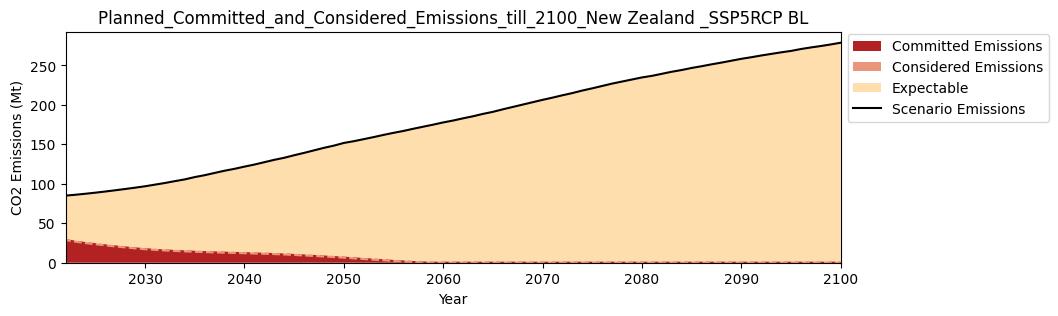 Planned_Committed_and_Considered_Emissions_till_2100_New Zealand _SSP5RCP BL
CO2 Emissions (Mt)
250
200
150
100
50
0
2030 2040 2050 2060 2070 2080 2090 2100
Year
Committed Emissions
Considered Emissions
Expectable
Scenario Emissions